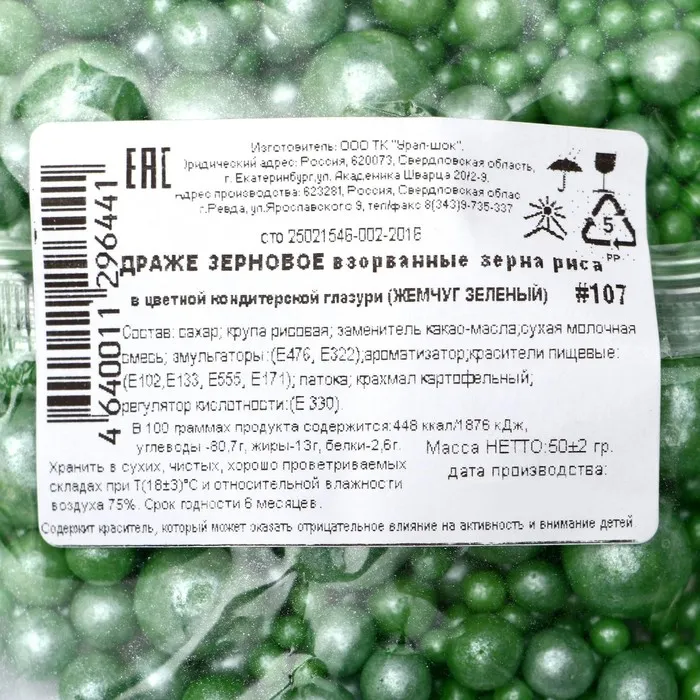 EAC
Изготовитель: ООО ТК "Урал-шок",
Юридический адрес: Россия, 620073, Свердловская область,
г. Екатеринбург,ул. Академика Шварца 20/2-9.
Адрес производства: 623281, Россия, Свердловская облас
г.Ревда, ул.Ярославского 9, тел/факс 8(343)9-735-337
5
PP
сто 25021546-002-2018
ДРАЖЕ ЗЕРНОВОЕ взорванные зерна риса
в цветной кондитерской глазури (ЖЕМЧУГ ЗЕЛЕНЫЙ) #107
Состав: сахар; крупа рисовая; заменитель какао-масла;сухая молочная
смесь; эмульгаторы:(Е476, Е322);ароматизатор;красители пищевые:
(Е102,Е133, Е555, Е171); патока; крахмал картофельный;
регулятор кислотности:(Е 330).
В 100 граммах продукта содержится:448 ккал/1876 кДж,
углеводы -80,7г, жиры-13г, белки-2,6г.
Масса НЕТТО:50±2 гр.
дата производства:
Хранить в сухих, чистых, хорошо проветриваемых
складах при Т(18±3)°С и относительной влажности
воздуха 75%. Срок годности 6 месяцев.
Содержит краситель, который может оказать отрицательное влияние на активность и внимание детей
4 640011 296441